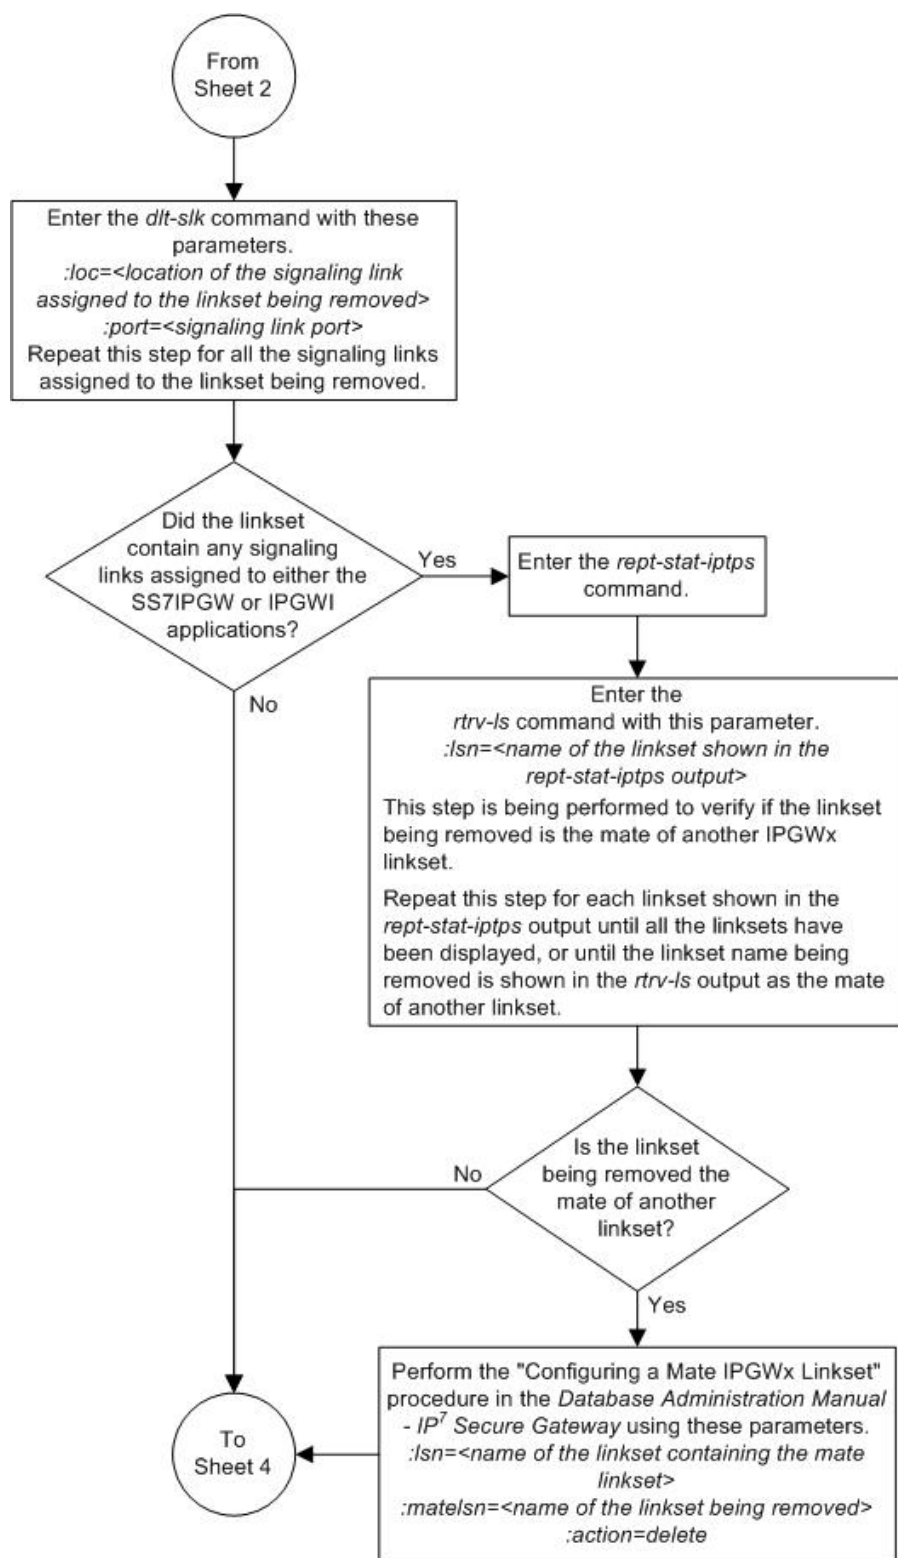 From
Sheet 2
Enter the dlt-slk command with these
parameters.
:loc=<location of the signaling link
assigned to the linkset being removed>
:port=<signaling link port>
Repeat this step for all the signaling links
assigned to the linkset being removed.
Did the linkset
contain any signaling
links assigned to either the
SS7IPGW or IPGWI
applications?
Yes
No
Enter the rept-stat-iptps
command.
Enter the
rtrv-ls command with this parameter.
:lsn=<name of the linkset shown in the
rept-stat-iptps output>
This step is being performed to verify if the linkset
being removed is the mate of another IPGWx
linkset.
Repeat this step for each linkset shown in the
rept-stat-iptps output until all the linksets have
been displayed, or until the linkset name being
removed is shown in the rtrv-ls output as the mate
of another linkset.
Is the linkset
being removed the
mate of another
linkset?
No
Yes
Perform the "Configuring a Mate IPGWx Linkset"
procedure in the Database Administration Manual
- IP7 Secure Gateway using these parameters.
:lsn=<name of the linkset containing the mate
linkset>
:matelsn=<name of the linkset being removed>
:action=delete
To
Sheet 4